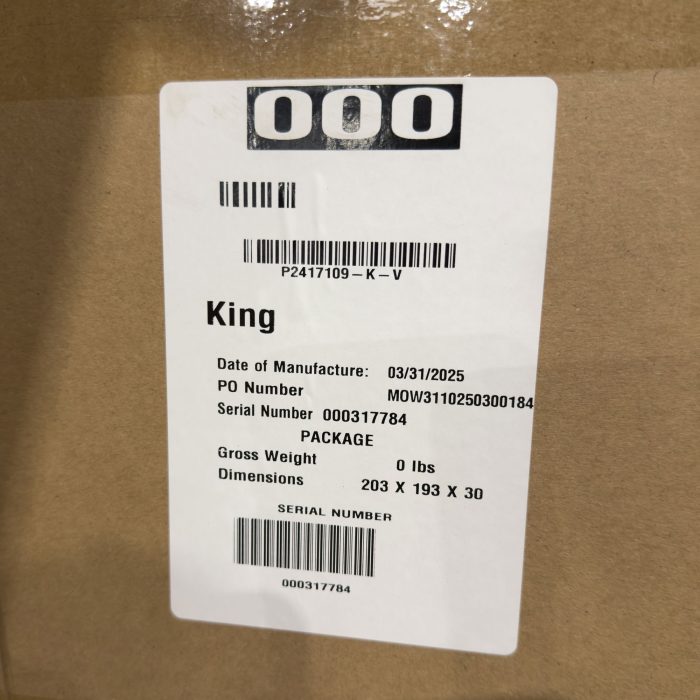 000
P2417109-K-V
King
Date of Manufacture: 03/31/2025
PO Number MOW3110250300184
Serial Number 000317784
PACKAGE
Gross Weight 0 lbs
Dimensions 203 X 193 X 30
SERIAL NUMBER
000317784